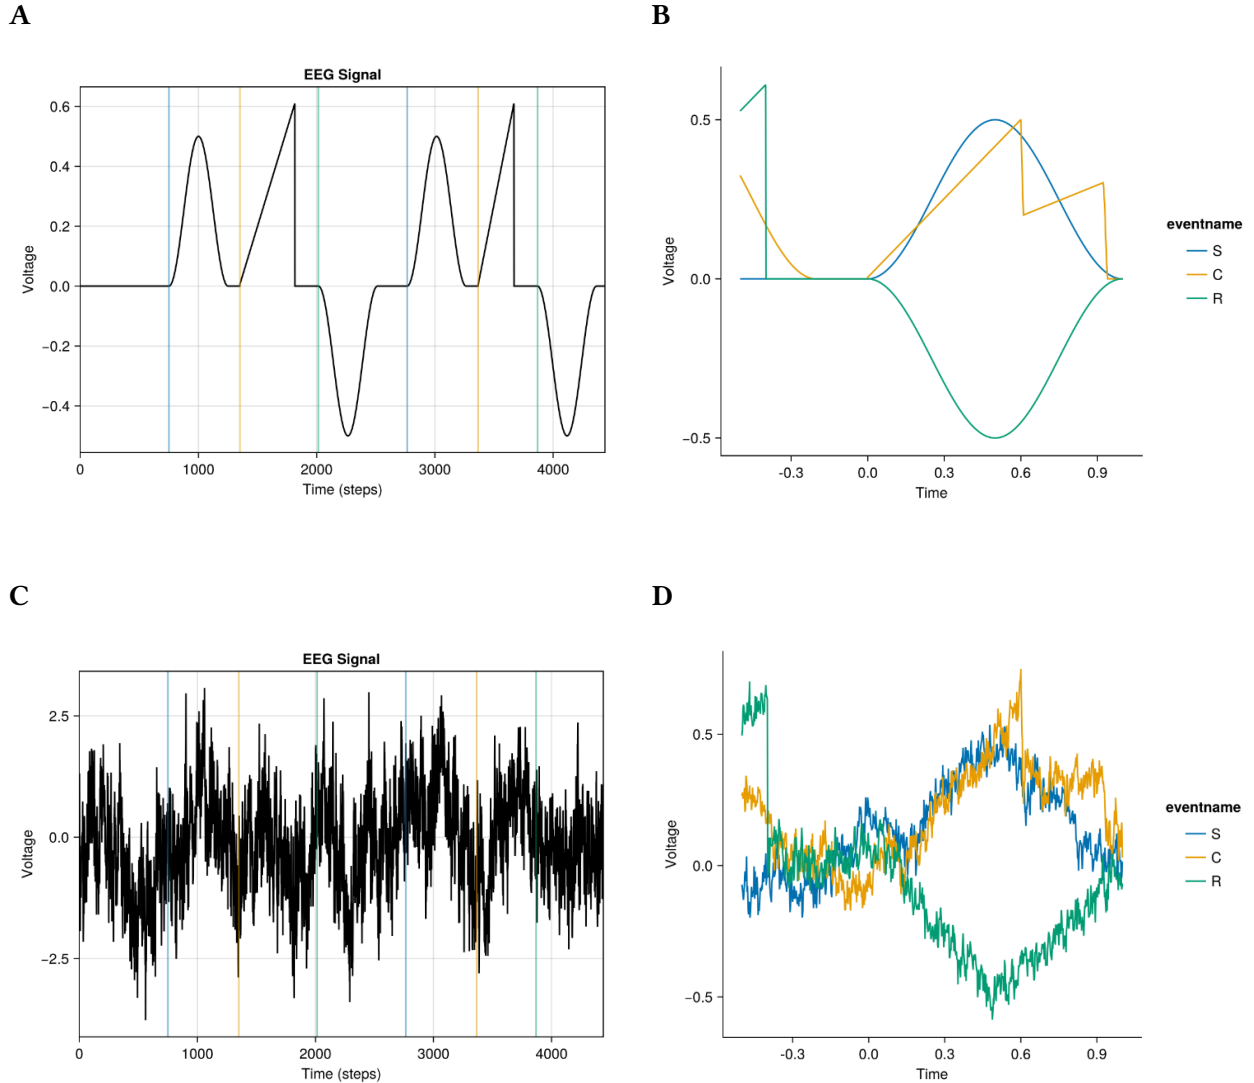 A
B
EEG Signal
0.6
0.4
0.2
0.0
−0.2
−0.4
Voltage
0
1000
2000
3000
4000
Time (steps)
0.5
0.0
−0.5
Voltage
-0.3
0.0
0.3
0.6
0.9
Time
eventname
S
C
R
C
D
EEG Signal
2.5
0.0
−2.5
Voltage
0
1000
2000
3000
4000
Time (steps)
0.5
0.0
−0.5
Voltage
-0.3
0.0
0.3
0.6
0.9
Time
eventname
S
C
R